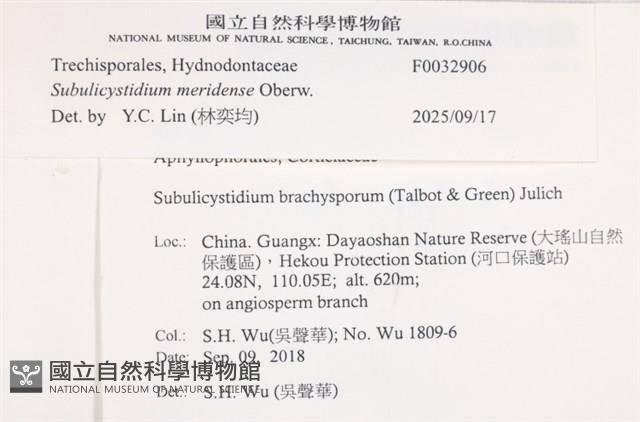 國立自然科學博物館
NATIONAL MUSEUM OF NATURAL SCIENCE, TAICHUNG, TAIWAN, R.O.CHINA
Trechisporales, Hydnodontaceae F0032906
Subulicystidium meridense Oberw.
Det. by Y.C. Lin (林奕均) 2025/09/17
Aphyllophorales, Corticiaceae
Subulicystidium brachysporum (Talbot & Green) Julich
Loc.: China. Guangx: Dayaoshan Nature Reserve (大瑤山自然
保護區), Hekou Protection Station (河口保護站)
24.08N, 110.05E; alt. 620m;
on angiosperm branch
Col.: S.H. Wu(吳聲華); No. Wu 1809-6
Date: Sep. 09, 2018
國立自然科學博物館
NATIONAL MUSEUM OF NATURAL SCIENCE
Det.: S.H. Wu (吳聲華)